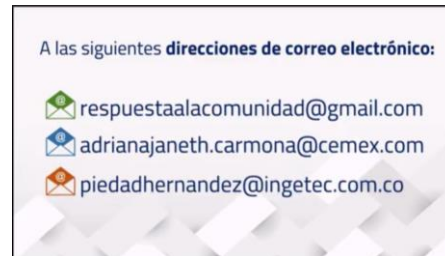 A las siguientes direcciones de correo electrónico:
respuestaalacomunidad@gmail.com
adrianajaneth.carmona@cemex.com
piedadhernandez@ingetec.com.co